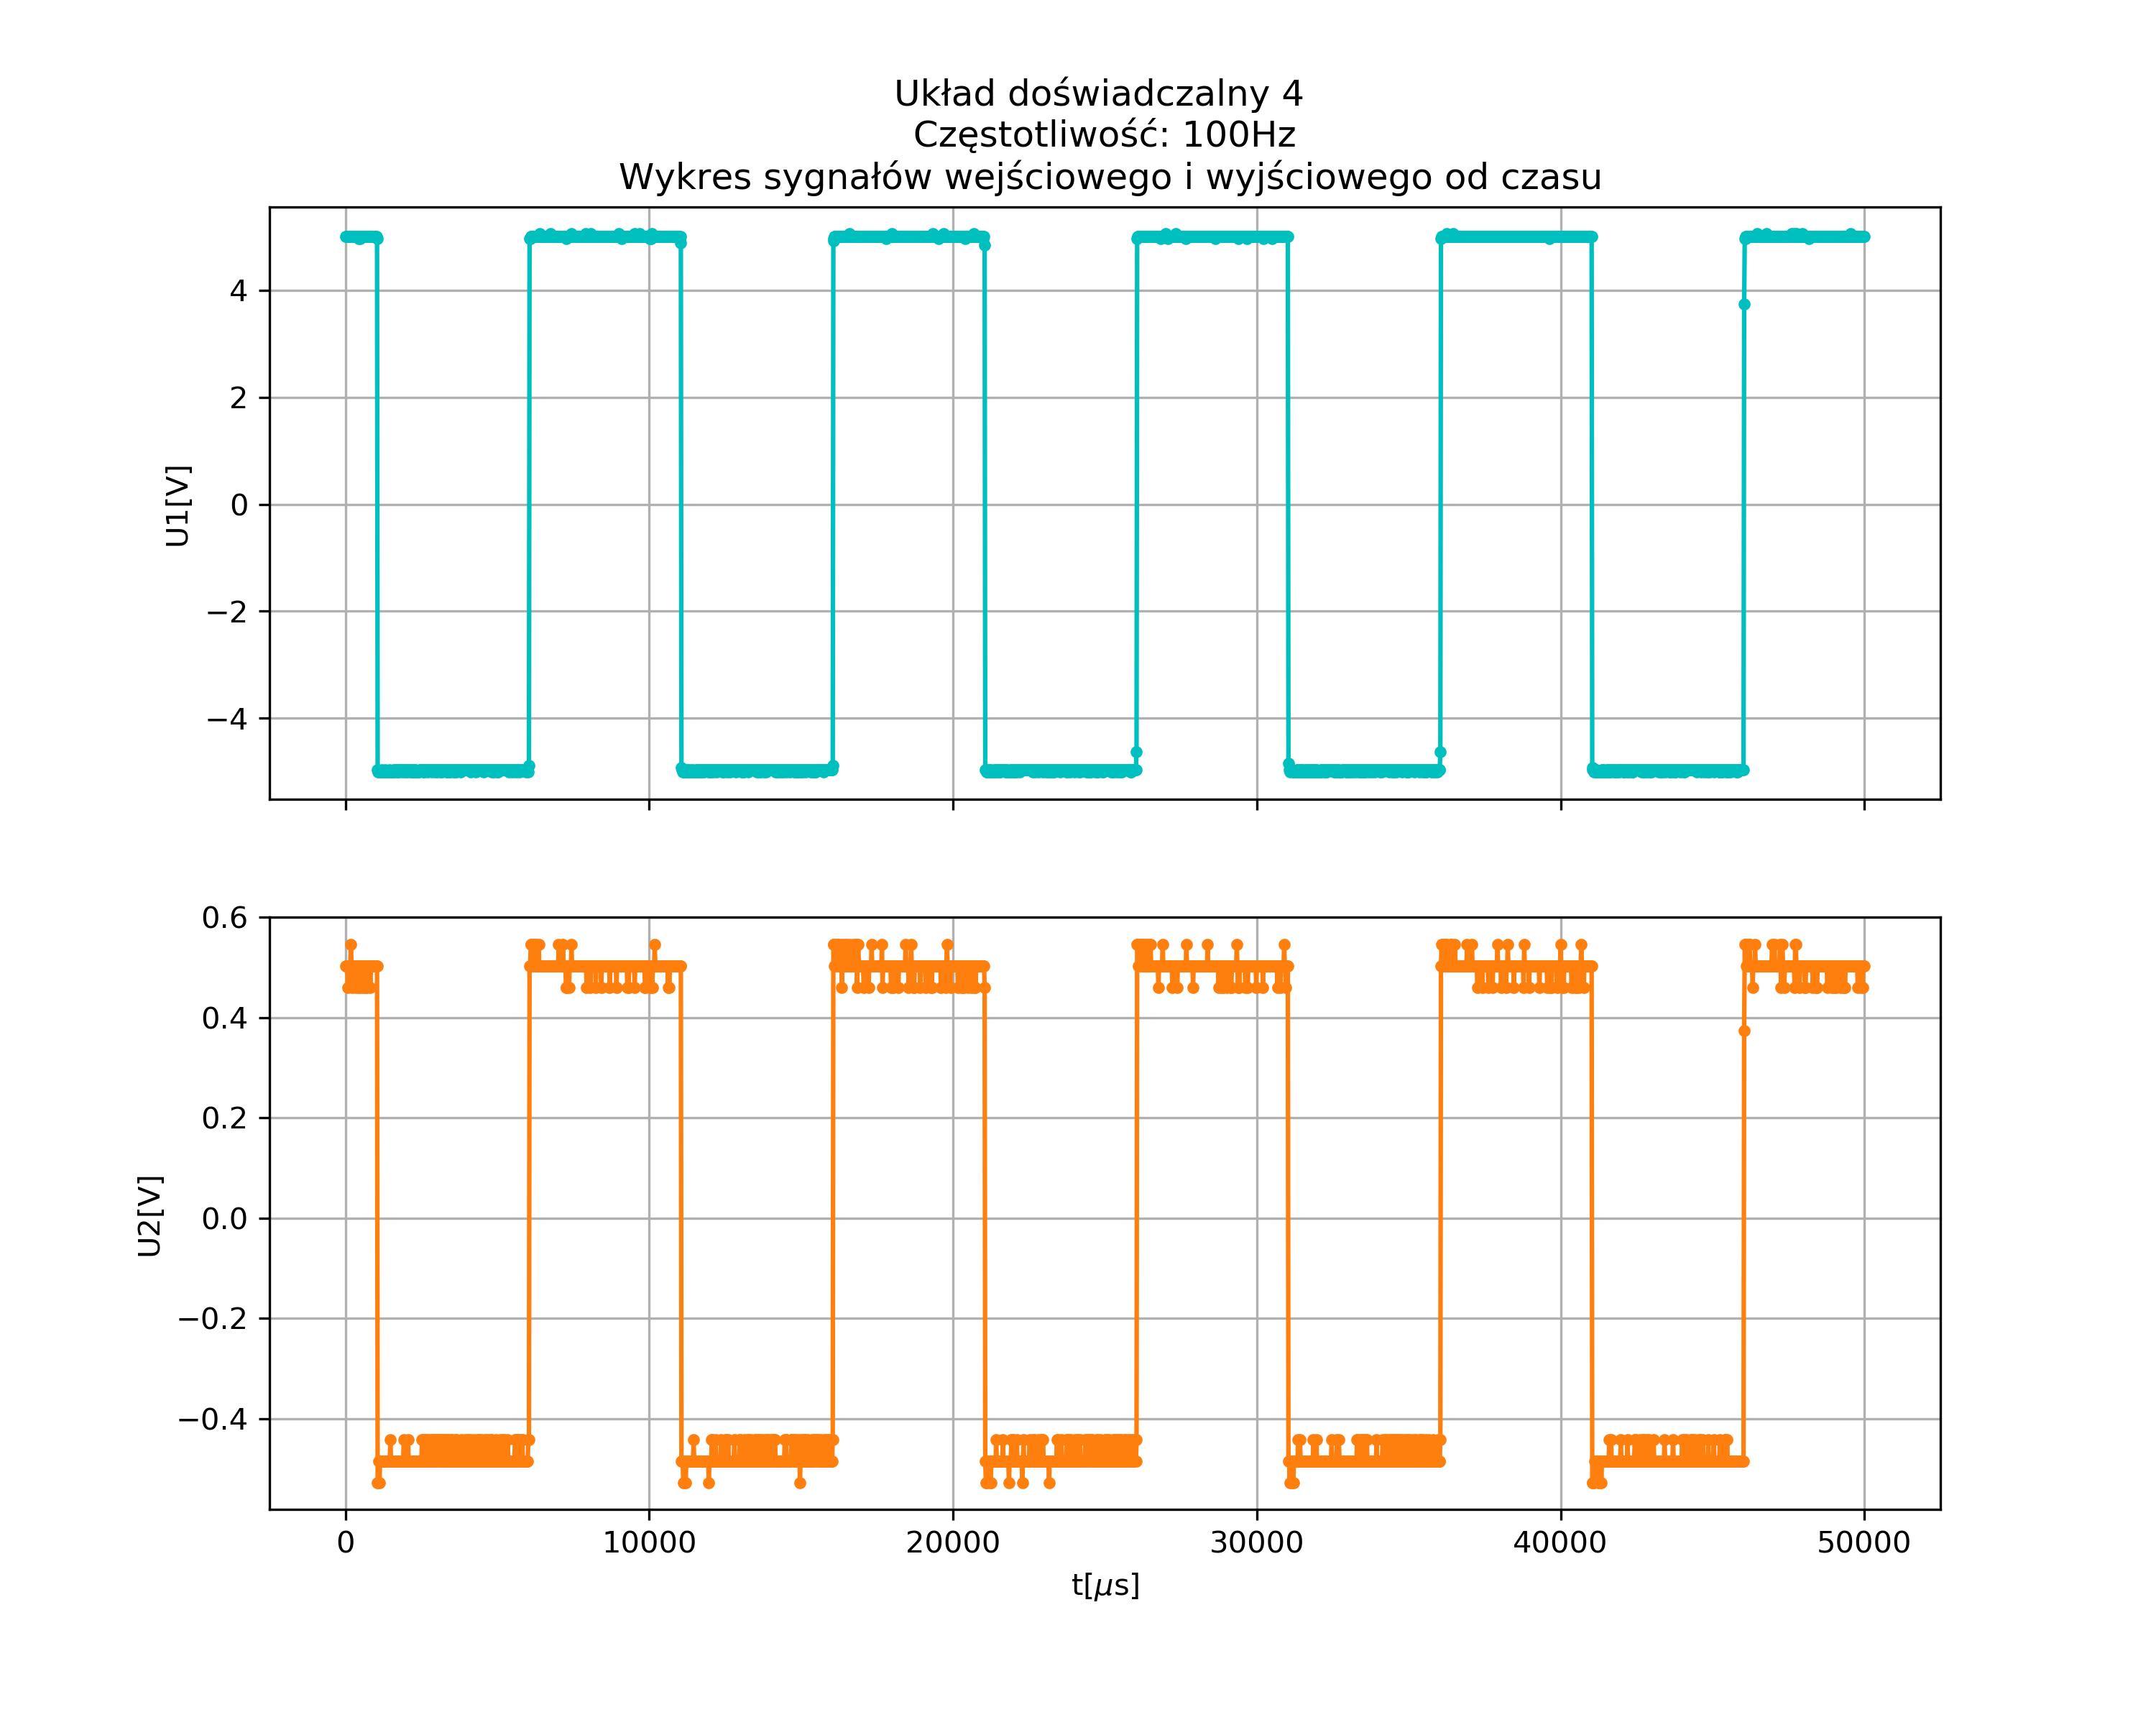 Układ doświadczalny 4
Częstotliwość: 100Hz
Wykres sygnałów wejściowego i wyjściowego od czasu
4
2
0
−2
−4
U1[V]
0.6
0.4
0.2
0.0
−0.2
−0.4
U2[V]
0 10000 20000 30000 40000 50000
t[μs]